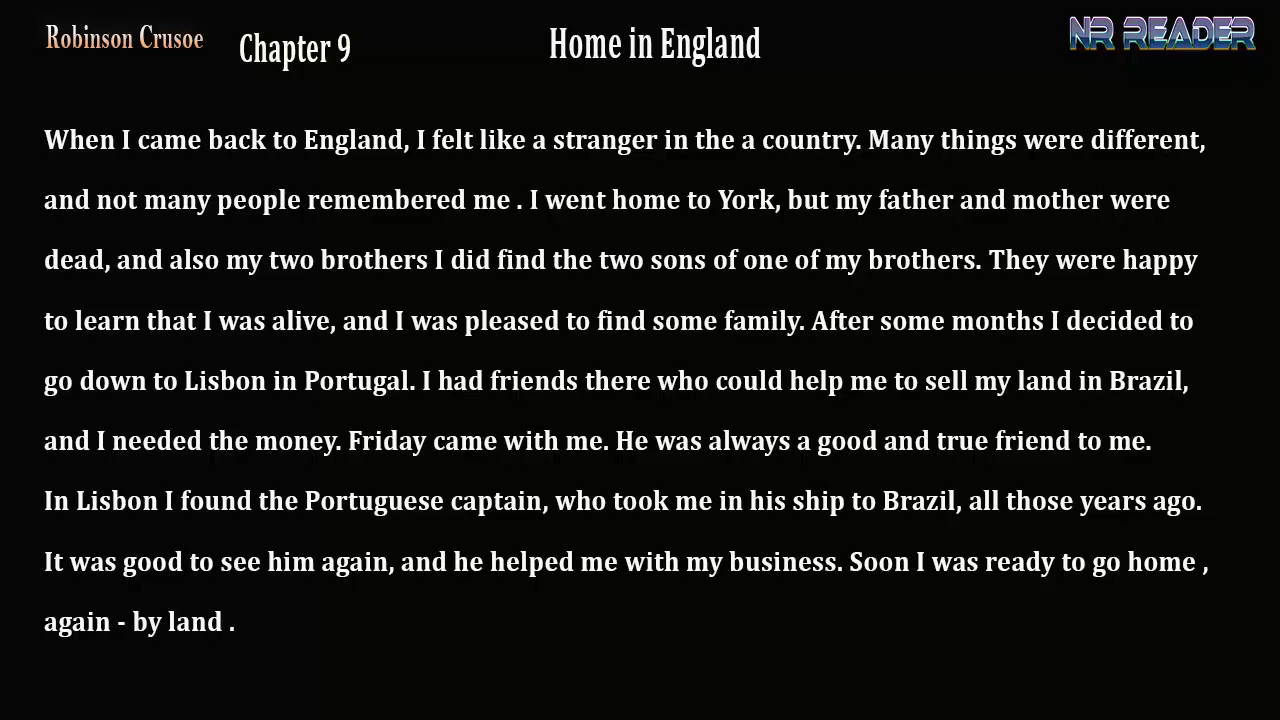 Robinson Crusoe
Chapter 9
Home in England
NR READER
When I came back to England, I felt like a stranger in the a country. Many things were different,
and not many people remembered me . I went home to York, but my father and mother were
dead, and also my two brothers I did find the two sons of one of my brothers. They were happy
to learn that I was alive, and I was pleased to find some family. After some months I decided to
go down to Lisbon in Portugal. I had friends there who could help me to sell my land in Brazil,
and I needed the money. Friday came with me. He was always a good and true friend to me.
In Lisbon I found the Portuguese captain, who took me in his ship to Brazil, all those years ago.
It was good to see him again, and he helped me with my business. Soon I was ready to go home ,
again - by land .